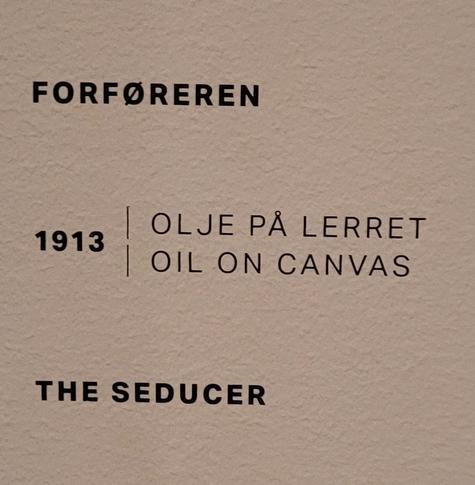 FORFØREREN
1913 | OLJE PÅ LERRET
| OIL ON CANVAS
THE SEDUCER